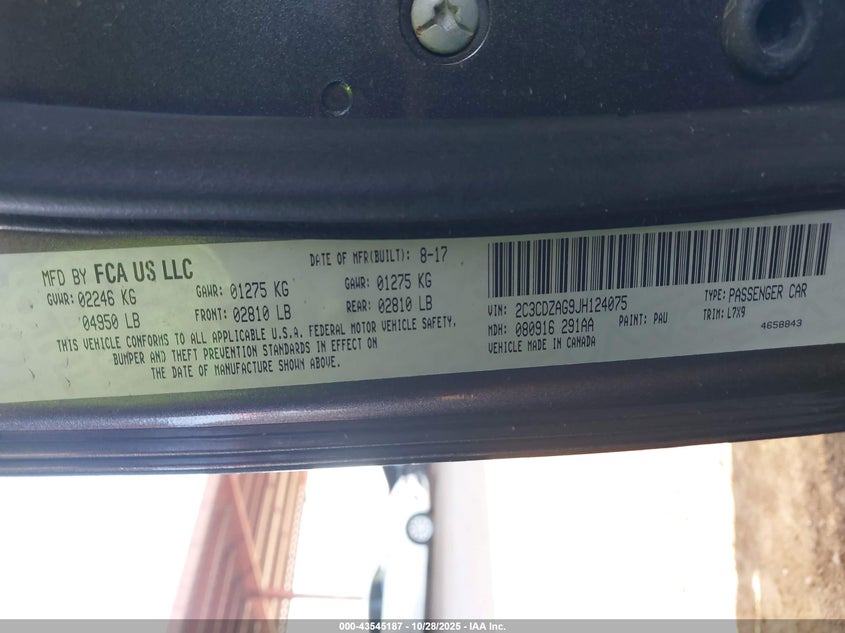 MFD BY FCA US LLC
DATE OF MFR(BUILT): 8-17
GVWR: 02246 KG
GAWR: 01275 KG
GAWR: 01275 KG
04950 LB
FRONT: 02810 LB
REAR: 02810 LB
THIS VEHICLE CONFORMS TO ALL APPLICABLE U.S.A. FEDERAL MOTOR VEHICLE SAFETY,
BUMPER AND THEFT PREVENTION STANDARDS IN EFFECT ON
THE DATE OF MANUFACTURE SHOWN ABOVE.
VIN: 2C3CDZAG9JH124075
TYPE: PASSENGER CAR
MDH: 080916 291AA
PAINT: PAU
TRIM: L7X9
VEHICLE MADE IN CANADA
4658843
000-43545187 | 10/28/2025 - IAA Inc.